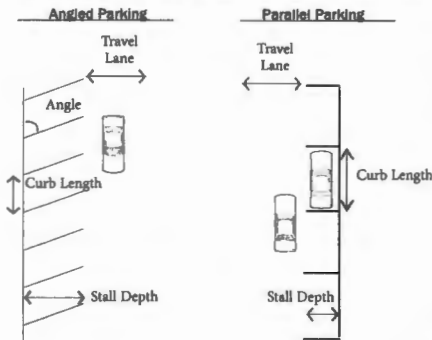 Angled Parking
Parallel Parking
Travel
Lane
Travel
Lane
Angle
Curb Length
Curb Length
Stall Depth
Stall Depth